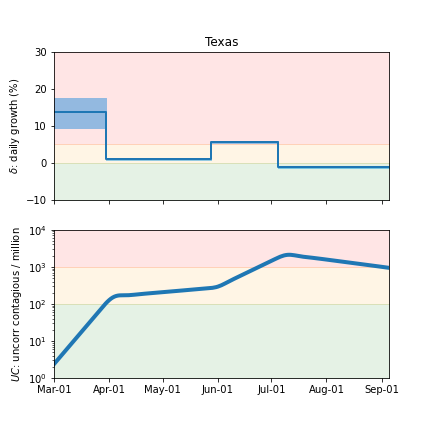 Texas
δ: daily growth (%)
30
20
10
0
−10
UC: uncorr contagious / million
10⁴
10³
10²
10¹
10⁰
Mar-01 Apr-01 May-01 Jun-01 Jul-01 Aug-01 Sep-01